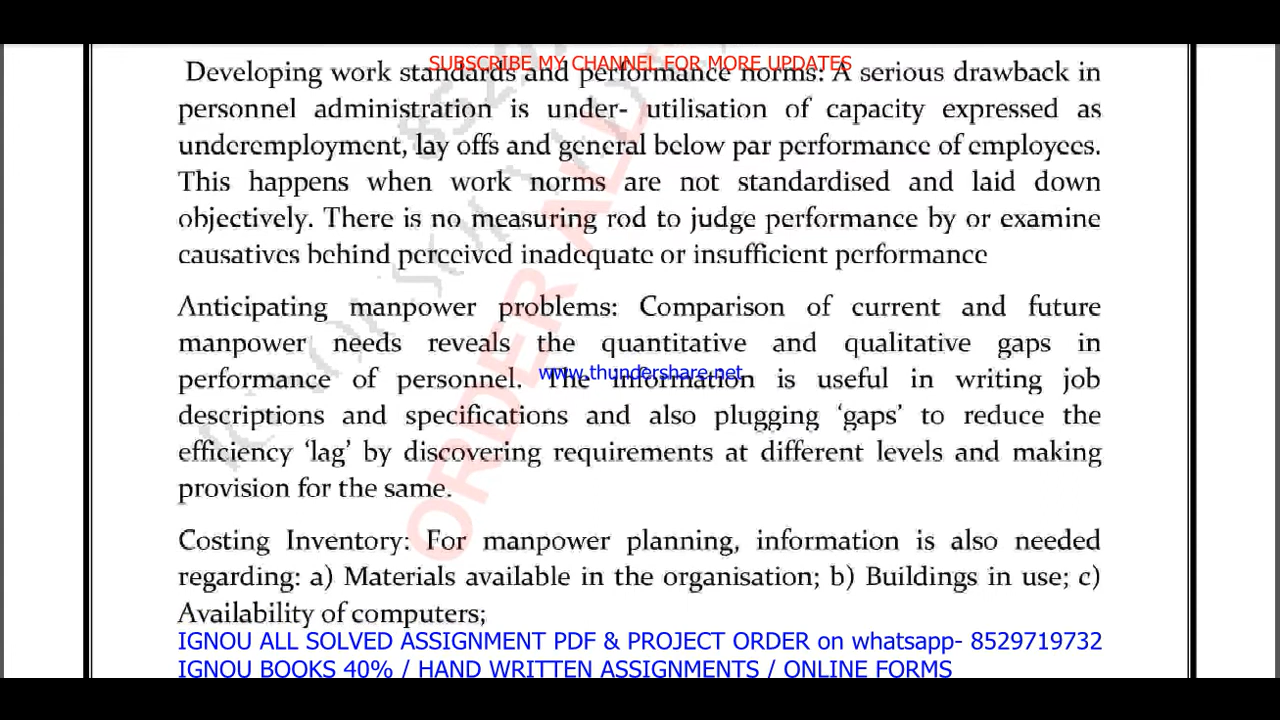 SUBSCRIBE MY CHANNEL FOR MORE UPDATES
Developing work standards and performance norms: A serious drawback in
personnel administration is under- utilisation of capacity expressed as
underemployment, lay offs and general below par performance of employees.
This happens when work norms are not standardised and laid down
objectively. There is no measuring rod to judge performance by or examine
causatives behind perceived inadequate or insufficient performance
Anticipating manpower problems: Comparison of current and future
manpower needs reveals the quantitative and qualitative gaps in
performance of personnel. The information is useful in writing job
www.thundershare.net
descriptions and specifications and also plugging ‘gaps’ to reduce the
efficiency ‘lag’ by discovering requirements at different levels and making
provision for the same.
Costing Inventory: For manpower planning, information is also needed
regarding: a) Materials available in the organisation; b) Buildings in use; c)
Availability of computers;
IGNOU ALL SOLVED ASSIGNMENT PDF & PROJECT ORDER on whatsapp- 8529719732
IGNOU BOOKS 40% / HAND WRITTEN ASSIGNMENTS / ONLINE FORMS
ORDER ALL